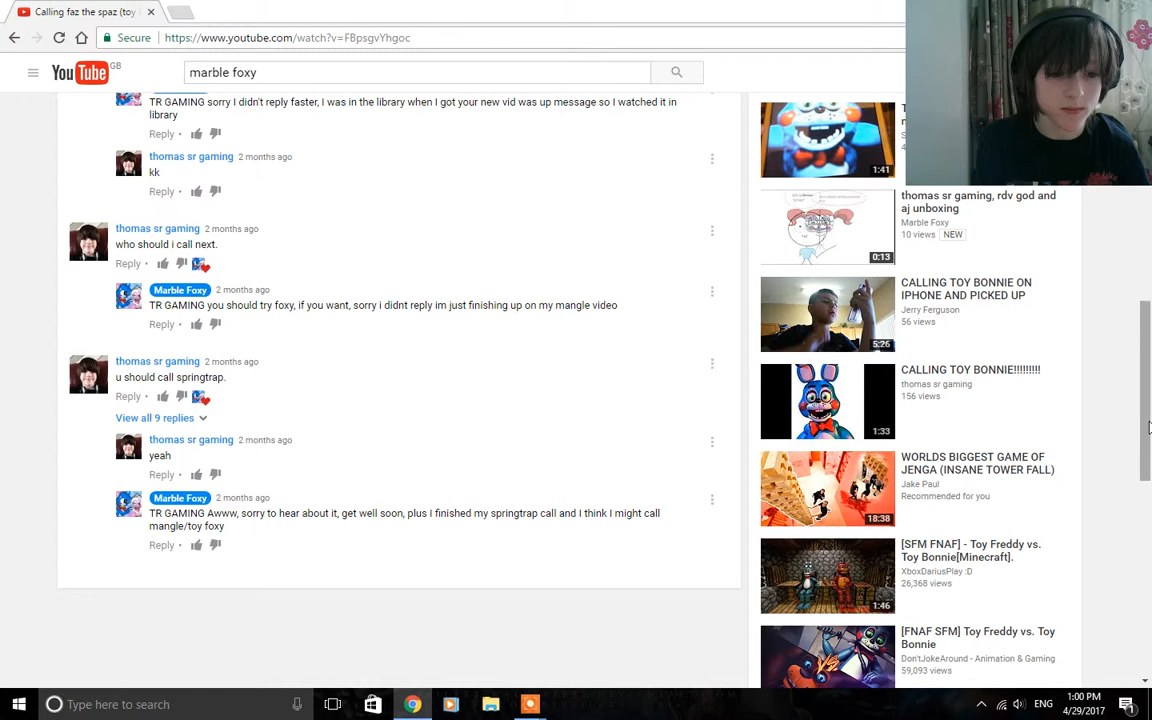 Calling faz the spaz (toy
Secure
https://www.youtube.com/watch?v=FBpsgvYhgoc
YouTube GB
marble foxy
TR GAMING sorry I didn't reply faster, I was in the library when I got your new vid was up message so I watched it in
library
Reply
thomas sr gaming 2 months ago
kk
Reply
thomas sr gaming 2 months ago
who should i call next.
Reply
Marble Foxy 2 months ago
TR GAMING you should try foxy, if you want, sorry i didnt reply im just finishing up on my mangle video
Reply
thomas sr gaming 2 months ago
u should call springtrap.
Reply
View all 9 replies
thomas sr gaming 2 months ago
yeah
Reply
Marble Foxy 2 months ago
TR GAMING Awww, sorry to hear about it, get well soon, plus I finished my springtrap call and I think I might call
mangle/toy foxy
Reply
1:41
thomas sr gaming, rdv god and
aj unboxing
Marble Foxy
10 views NEW
0:13
CALLING TOY BONNIE ON
IPHONE AND PICKED UP
Jerry Ferguson
56 views
5:26
CALLING TOY BONNIE!!!!!!!!!
thomas sr gaming
156 views
1:33
WORLDS BIGGEST GAME OF
JENGA (INSANE TOWER FALL)
Jake Paul
Recommended for you
18:38
[SFM FNAF] - Toy Freddy vs.
Toy Bonnie[Minecraft].
XboxDariusPlay :D
26,368 views
1:46
[FNAF SFM] Toy Freddy vs. Toy
Bonnie
Don'tJokeAround - Animation & Gaming
59,093 views
VS
Type here to search
ENG
1:00 PM
4/29/2017
1